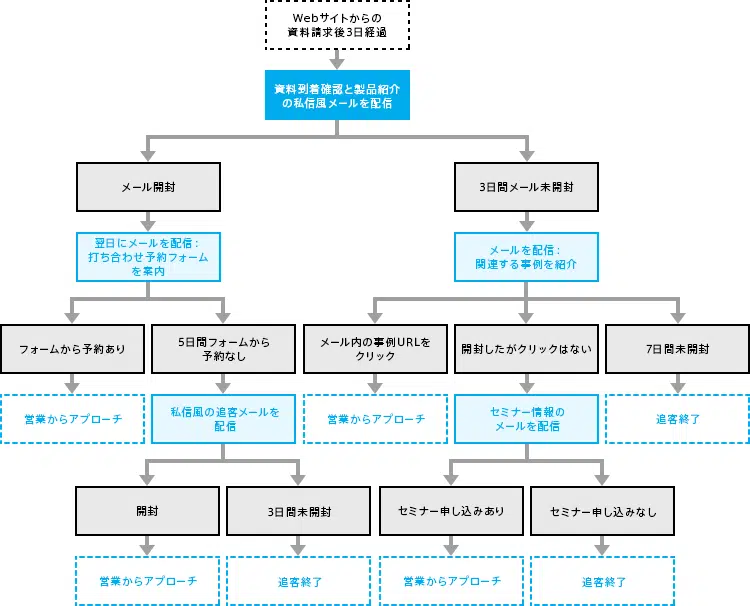 Webサイトからの
資料請求後3日経過
資料到着確認と製品紹介
の私信風メールを配信
メール開封
3日間メール未開封
翌日にメールを配信：
打ち合わせ予約フォーム
を案内
メールを配信：
関連する事例を紹介
フォームから予約あり
5日間フォームから
予約なし
メール内の事例URLを
クリック
開封したがクリックはない
7日間未開封
営業からアプローチ
私信風の追客メールを
配信
営業からアプローチ
セミナー情報の
メールを配信
追客終了
開封
3日間未開封
セミナー申し込みあり
セミナー申し込みなし
営業からアプローチ
追客終了
営業からアプローチ
追客終了